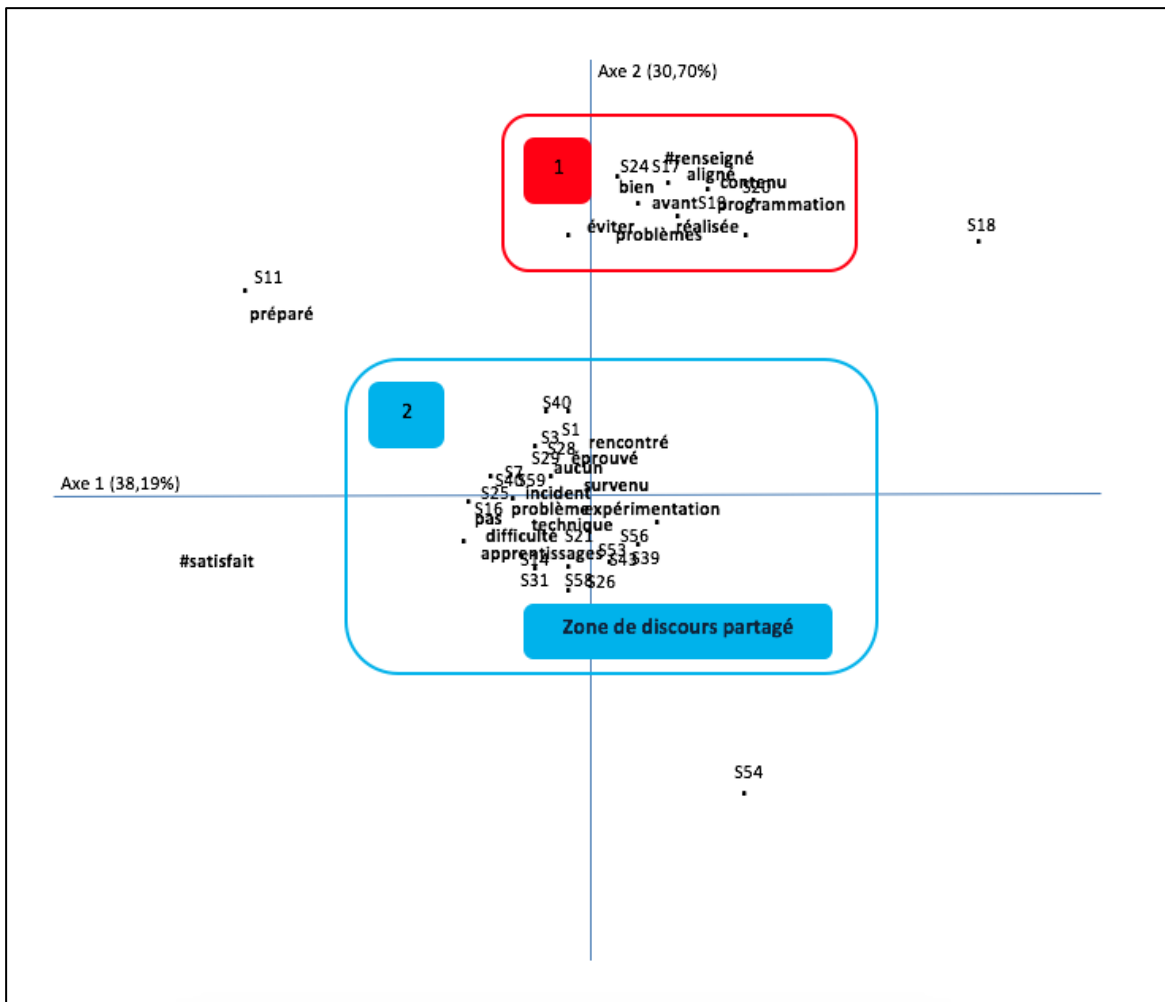 Axe 2 (30,70%)
1
#renseigné
S24 S17
aligné
bien
contenu
S20
avant S19 programmation
éviter réalisée
problèmes
S18
S11
préparé
2
S40
S1
S3
rencontré
S28
S29 éprouvé
aucun
S7
S40 S59
survenu
Axe 1 (38,19%)
S25 incident
S16 problème expérimentation
pas
technique
difficulté S21 S56
apprentissages S53
S14 S43 S39
S31 S58 S26
#satisfait
Zone de discours partagé
S54